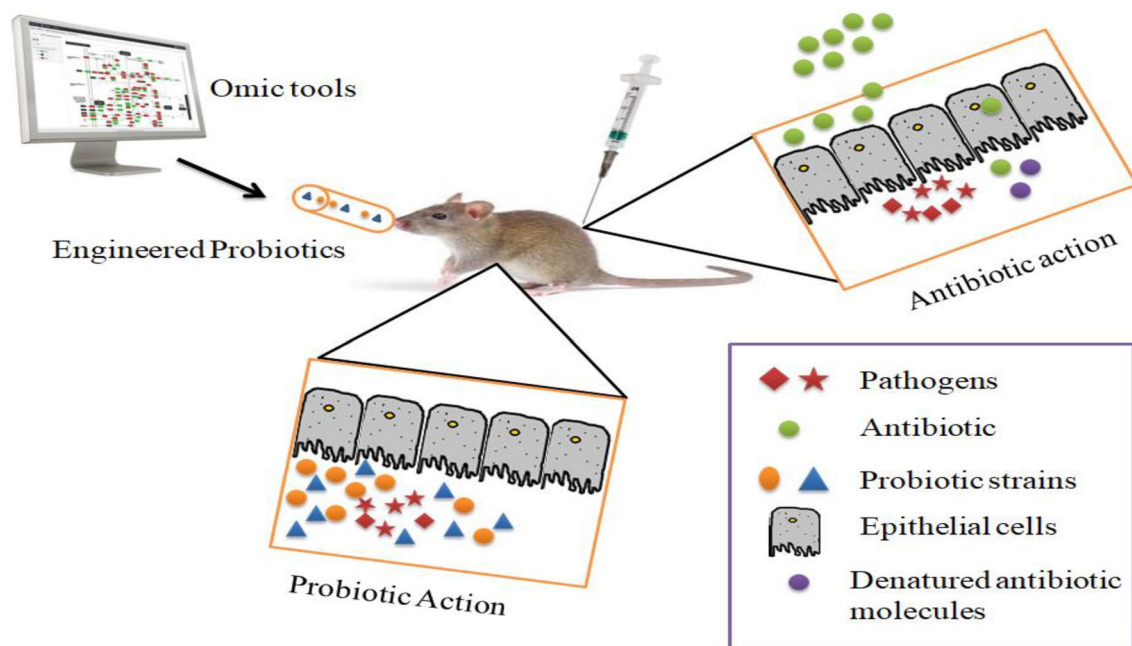 Omic tools
Engineered Probiotics
Antibiotic action
Probiotic Action
Pathogens
Antibiotic
Probiotic strains
Epithelial cells
Denatured antibiotic
molecules